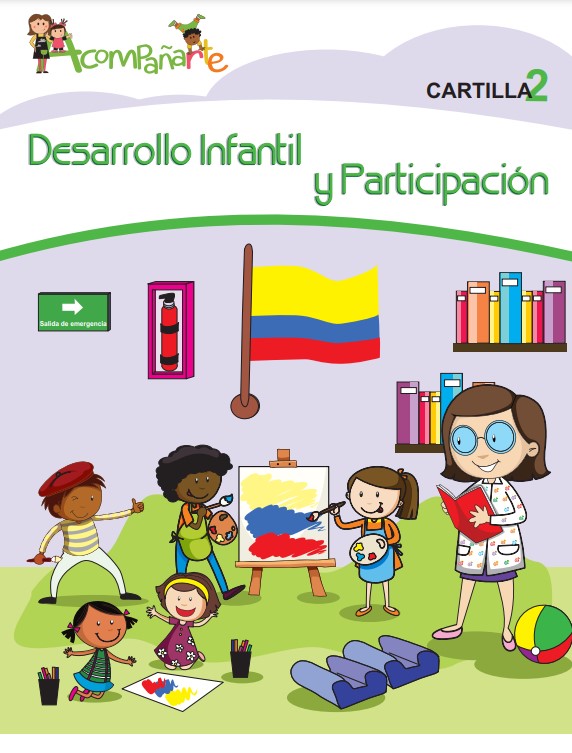 AcompañArte
CARTILLA2
Desarrollo Infantil
y Participación
Salida de emergencia